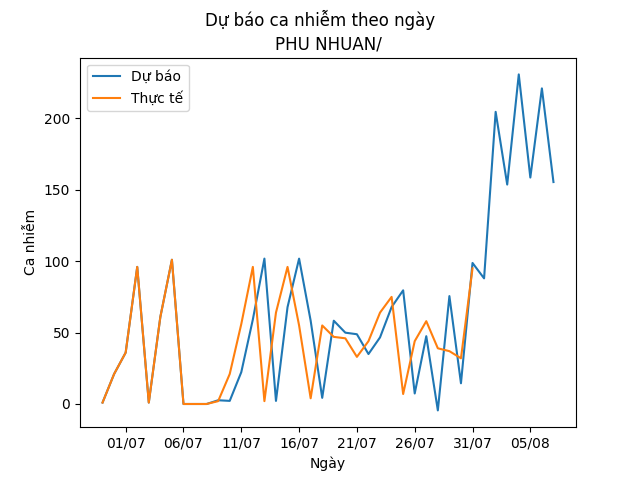 Dự báo ca nhiễm theo ngày
PHU NHUAN/
Dự báo
Thực tế
Ca nhiễm
200
150
100
50
0
01/07 06/07 11/07 16/07 21/07 26/07 31/07 05/08
Ngày